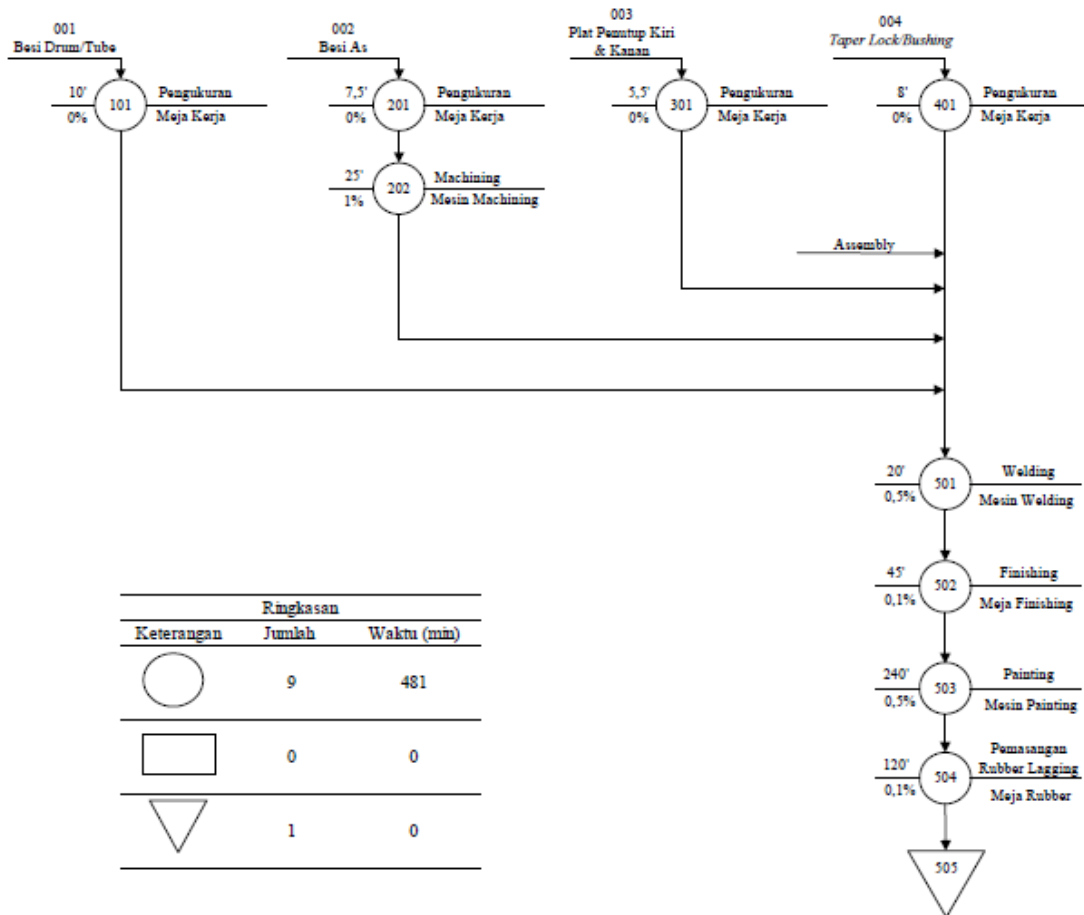 001
Besi Drum/Tube
10'
0%
101
Pengukuran
Meja Kerja
002
Besi As
7,5'
0%
201
Pengukuran
Meja Kerja
25'
1%
202
Machining
Mesin Machining
003
Plat Penutup Kiri
& Kanan
5,5'
0%
301
Pengukuran
Meja Kerja
004
Taper Lock/Bushing
8'
0%
401
Pengukuran
Meja Kerja
Assembly
20'
0,5%
501
Welding
Mesin Welding
45'
0,1%
502
Finishing
Meja Finishing
240'
0,5%
503
Painting
Mesin Painting
120'
0,1%
504
Pemasangan
Rubber Lagging
Meja Rubber
505
Ringkasan
Keterangan Jumlah Waktu (min)
9 481
0 0
1 0